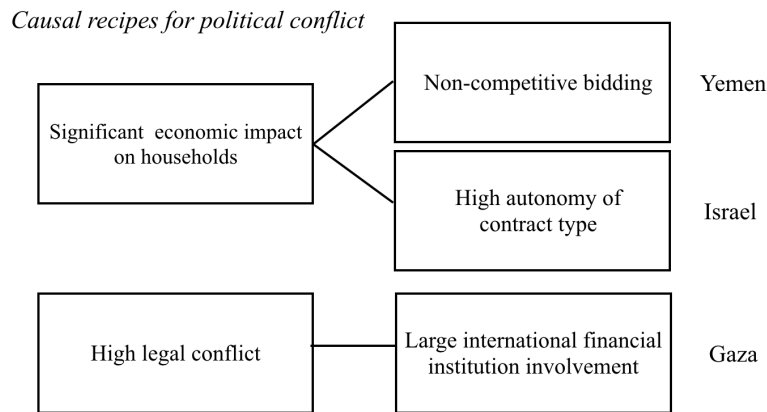 Causal recipes for political conflict
Non-competitive bidding
Yemen
Significant economic impact
on households
High autonomy of
contract type
Israel
High legal conflict
Large international financial
institution involvement
Gaza